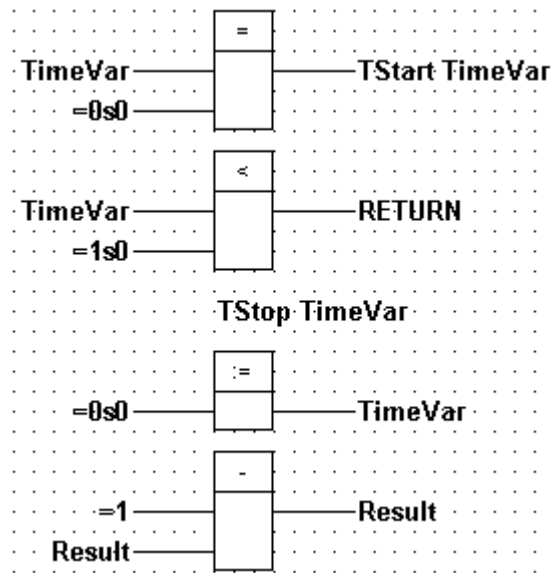 =
TimeVar TStart TimeVar
=0s0
<
TimeVar RETURN
=1s0
TStop TimeVar
:=
=0s0 TimeVar
-
=1 Result
Result